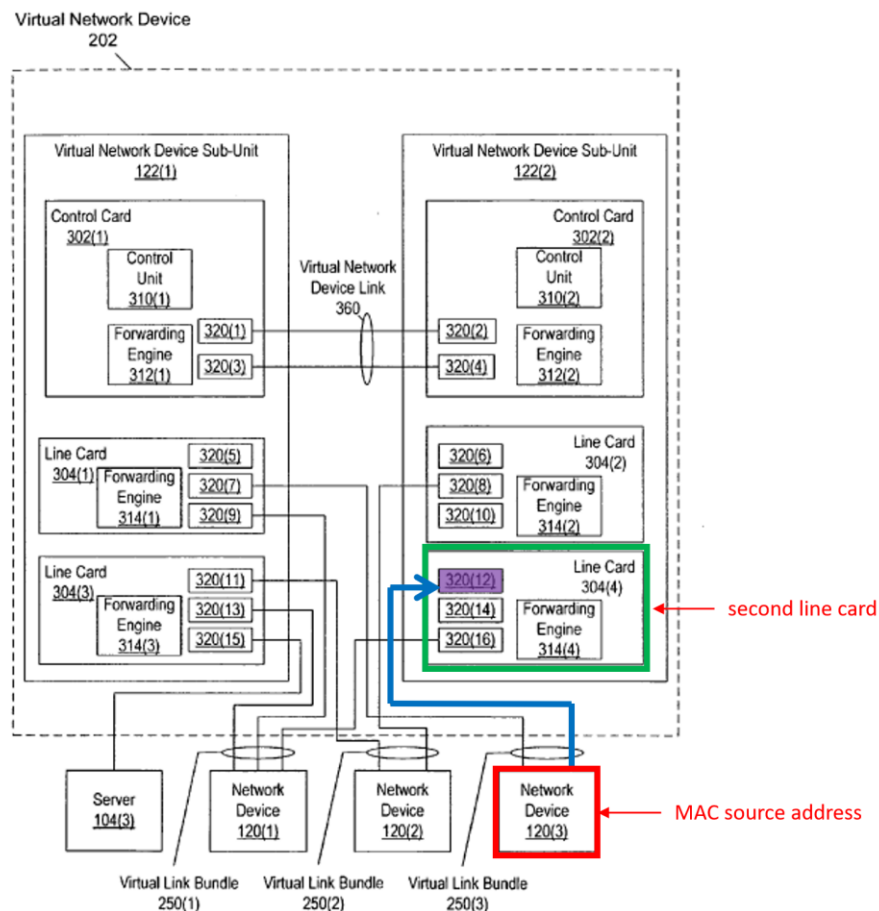 Virtual Network Device
202
Virtual Network Device Sub-Unit
122(1)
Control Card
302(1)
Control
Unit
310(1)
Forwarding
Engine
312(1)
320(1)
320(3)
Virtual Network
Device Link
360
Virtual Network Device Sub-Unit
122(2)
Control Card
302(2)
Control
Unit
310(2)
320(2)
320(4)
Forwarding
Engine
312(2)
Line Card
304(1)
Forwarding
Engine
314(1)
320(5)
320(7)
320(9)
320(6)
320(8)
320(10)
Line Card
304(2)
Forwarding
Engine
314(2)
Line Card
304(3)
Forwarding
Engine
314(3)
320(11)
320(13)
320(15)
320(12)
320(14)
320(16)
Line Card
304(4)
Forwarding
Engine
314(4)
second line card
Server
104(3)
Network
Device
120(1)
Network
Device
120(2)
Network
Device
120(3)
MAC source address
Virtual Link Bundle
250(1)
Virtual Link Bundle
250(2)
Virtual Link Bundle
250(3)